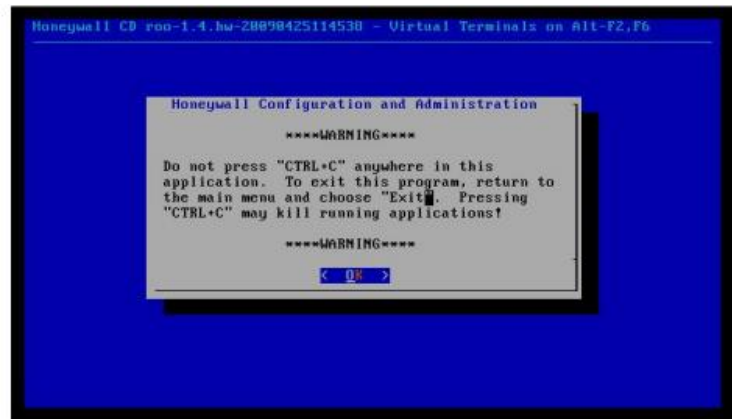 Honeywall CD roo-1.4.hw-20090425114538 - Virtual Terminals on Alt-F2,F6
Honeywall Configuration and Administration
****WARNING****
Do not press "CTRL+C" anywhere in this
application. To exit this program, return to
the main menu and choose "Exit". Pressing
"CTRL+C" may kill running applications!
****WARNING****
< OK >